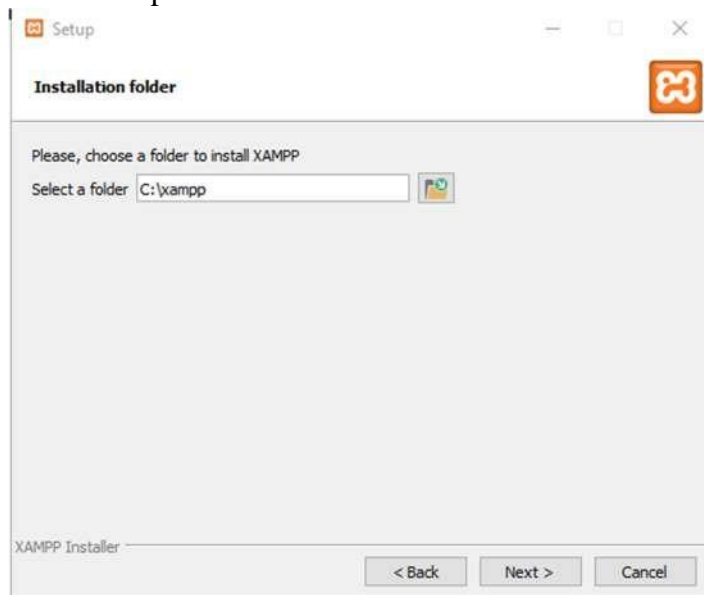 Setup
Installation folder
Please, choose a folder to install XAMPP
Select a folder C:\xampp
XAMPP Installer
< Back Next > Cancel